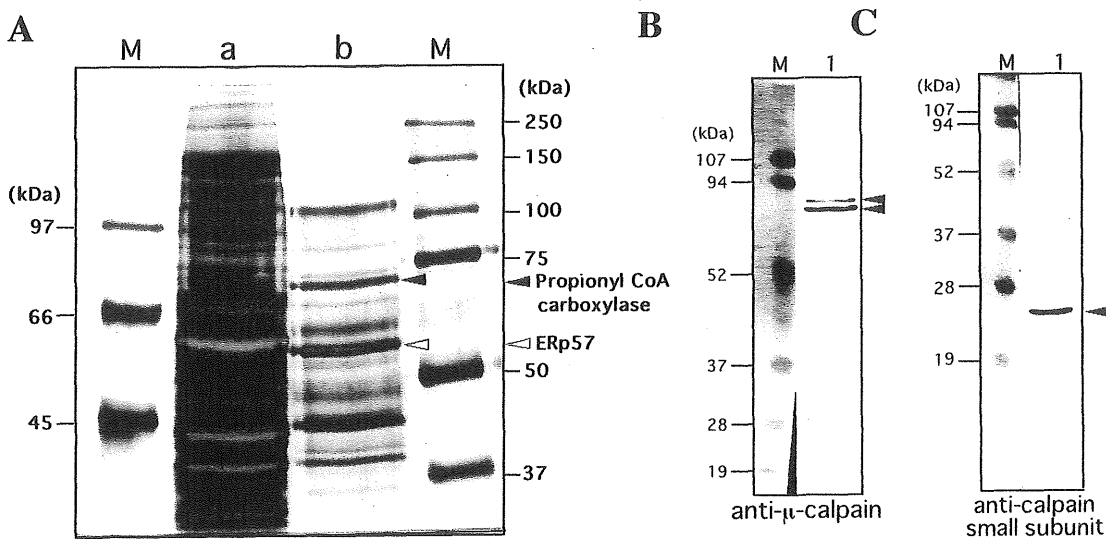 A
M a b M
(kDa)
250
150
100
75
Propionyl CoA
carboxylase
ERp57
50
37
(kDa)
97
66
45
B
M 1
(kDa)
107
94
52
37
28
19
anti-μ-calpain
C
M 1
(kDa)
107
94
52
37
28
19
anti-calpain
small subunit